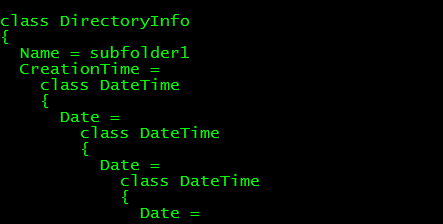 class DirectoryInfo
{
  Name = subfolder1
  CreationTime =
    class DateTime
    {
      Date =
        class DateTime
        {
          Date =
            class DateTime
            {
              Date =